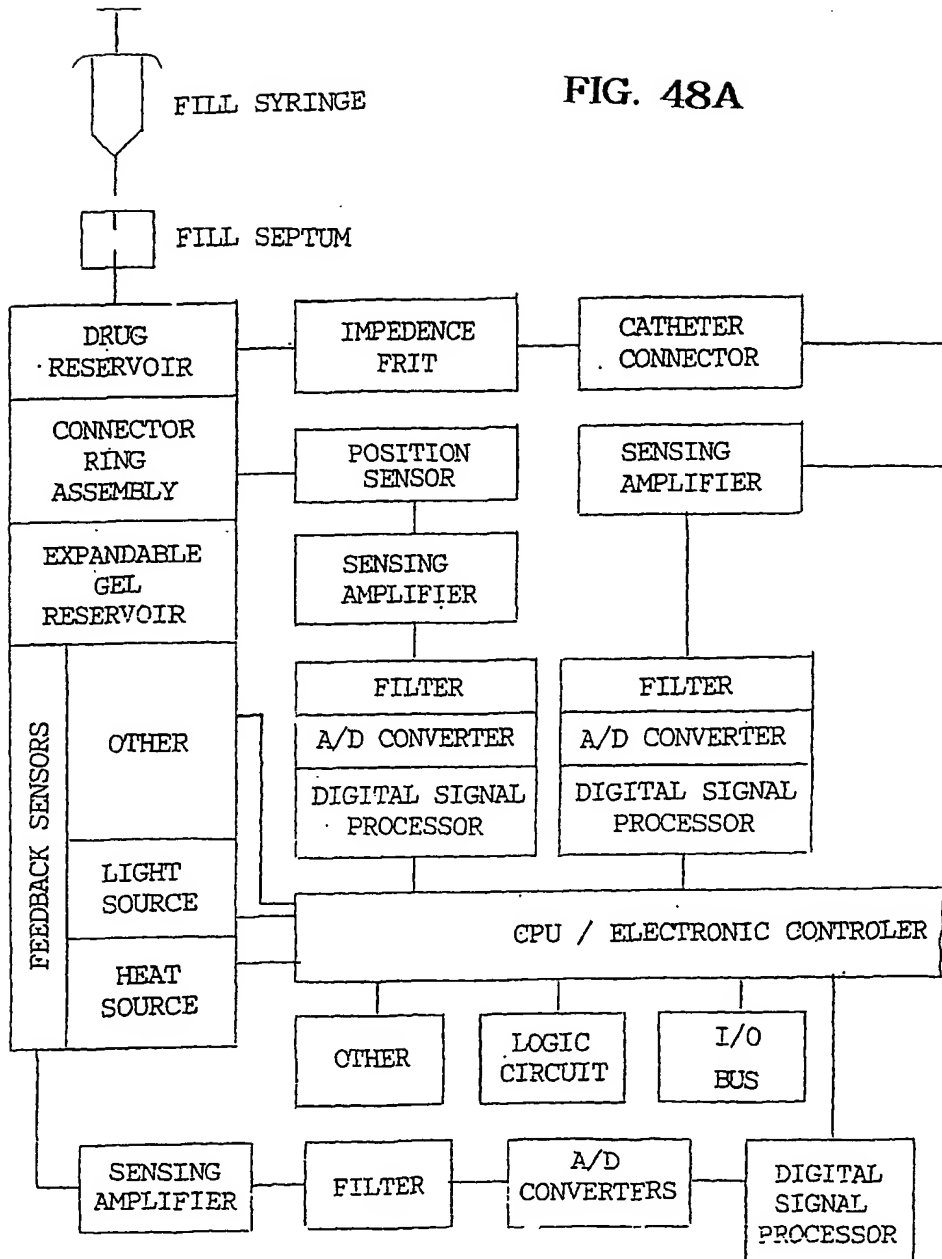 FIG. 48A
FILL SYRINGE
FILL SEPTUM
DRUG
RESERVOIR
IMPEDENCE
FRIT
CATHETER
CONNECTOR
CONNECTOR
RING
ASSEMBLY
POSITION
SENSOR
SENSING
AMPLIFIER
EXPANDABLE
GEL
RESERVOIR
SENSING
AMPLIFIER
FEEDBACK SENSORS
OTHER
LIGHT
SOURCE
HEAT
SOURCE
FILTER
A/D CONVERTER
DIGITAL SIGNAL
PROCESSOR
FILTER
A/D CONVERTER
DIGITAL SIGNAL
PROCESSOR
CPU / ELECTRONIC CONTROLER
OTHER
LOGIC
CIRCUIT
I/O
BUS
SENSING
AMPLIFIER
FILTER
A/D
CONVERTERS
DIGITAL
SIGNAL
PROCESSOR